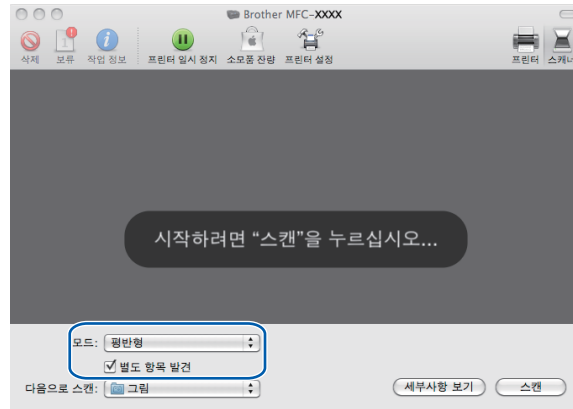 Brother MFC-XXXX
삭제 보류 작업 정보 프린터 일시 정지 소모품 잔량 프린터 설정 프린터 스캐너
시작하려면 “스캔”을 누르십시오...
모드: 평반형
별도 항목 발견
다음으로 스캔: 그림 세부사항 보기 스캔